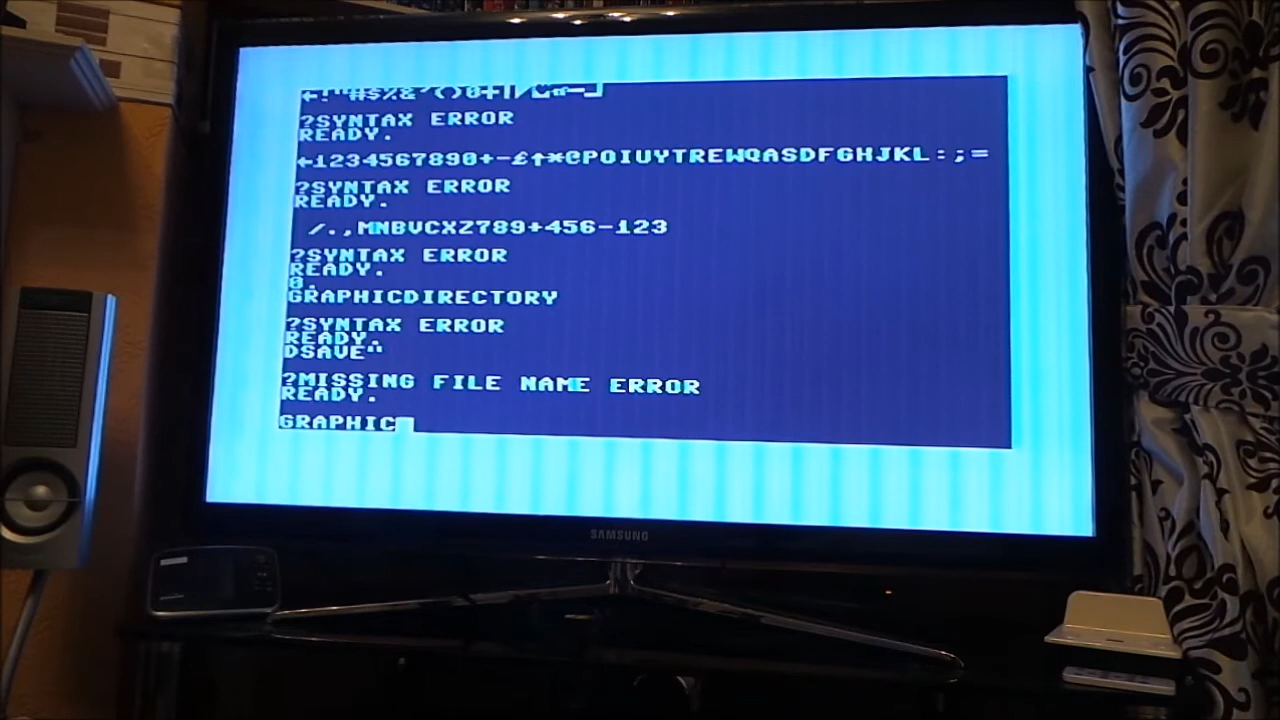 ←!"#$%&'()0+
?SYNTAX ERROR
READY.
←1234567890+-£↑*@POIUYTREWQASDFGHJKL:;=
?SYNTAX ERROR
READY.
/.,MNBVCXZ789+456-123
?SYNTAX ERROR
READY.
0.
GRAPHICDIRECTORY
?SYNTAX ERROR
READY.
DSAVE"
?MISSING FILE NAME ERROR
READY.
GRAPHIC
SAMSUNG